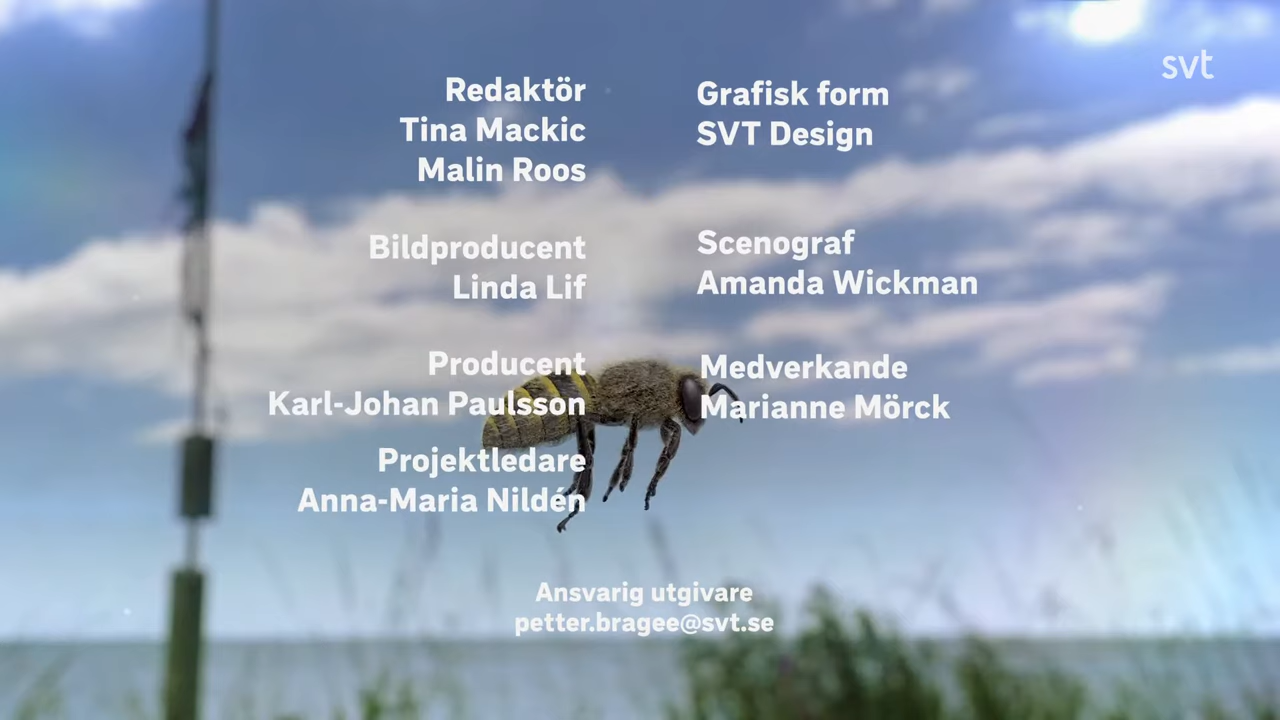 svt
Redaktör
Tina Mackic
Malin Roos
Grafisk form
SVT Design
Bildproducent
Linda Lif
Scenograf
Amanda Wickman
Producent
Karl-Johan Paulsson
Medverkande
Marianne Mörck
Projektledare
Anna-Maria Nildén
Ansvarig utgivare
petter.bragee@svt.se